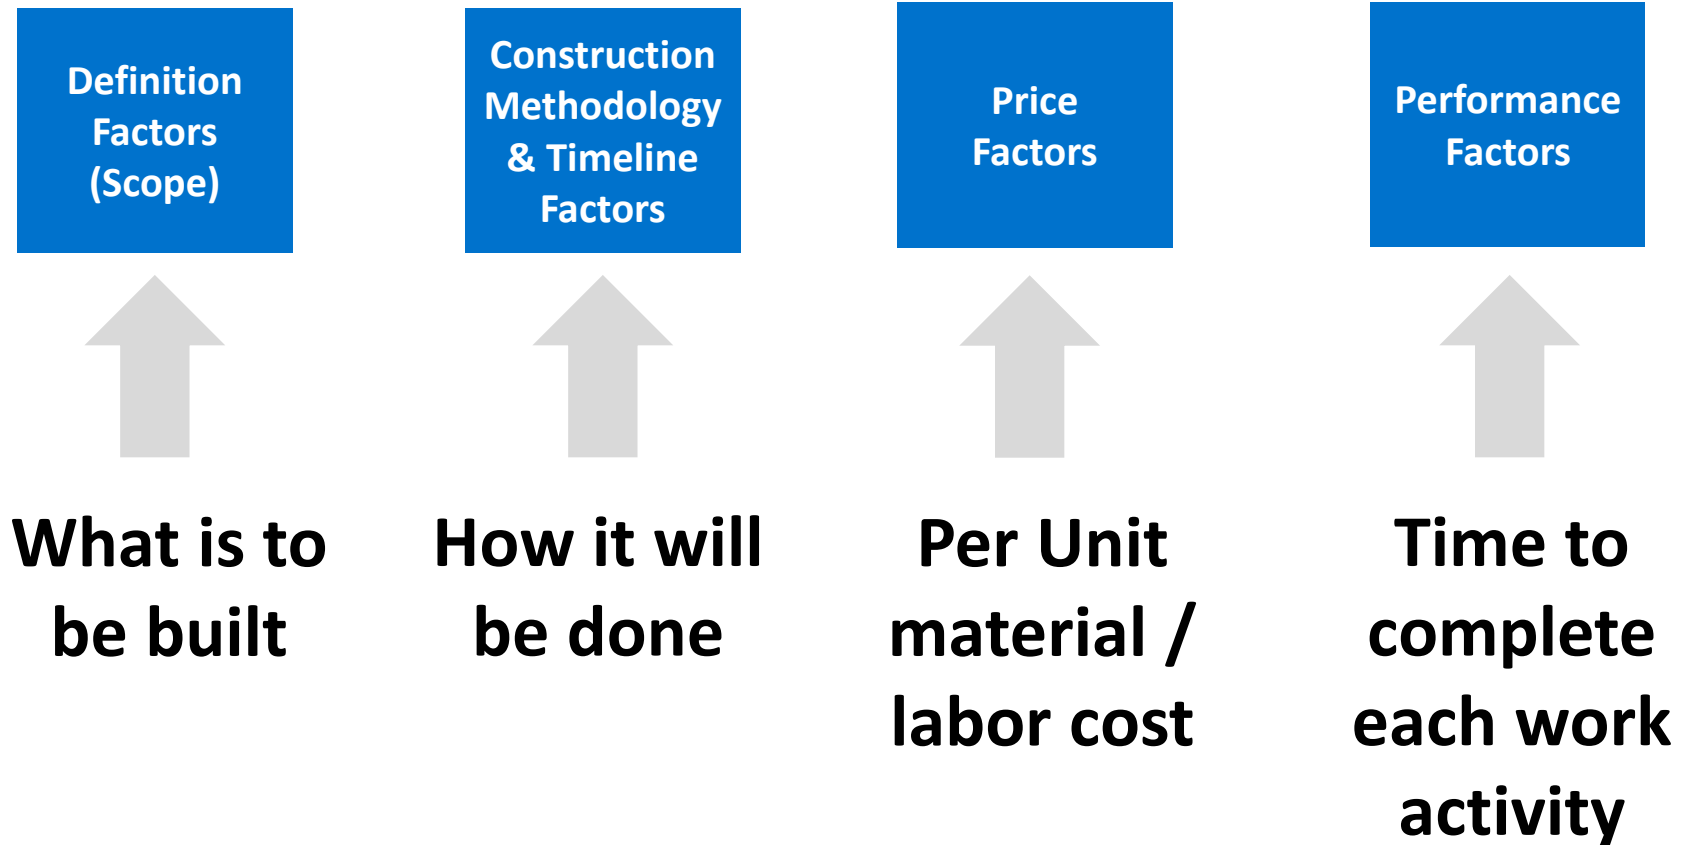 Definition
Factors
(Scope)
Construction
Methodology
& Timeline
Factors
Price
Factors
Performance
Factors
What is to
be built
How it will
be done
Per Unit
material /
labor cost
Time to
complete
each work
activity